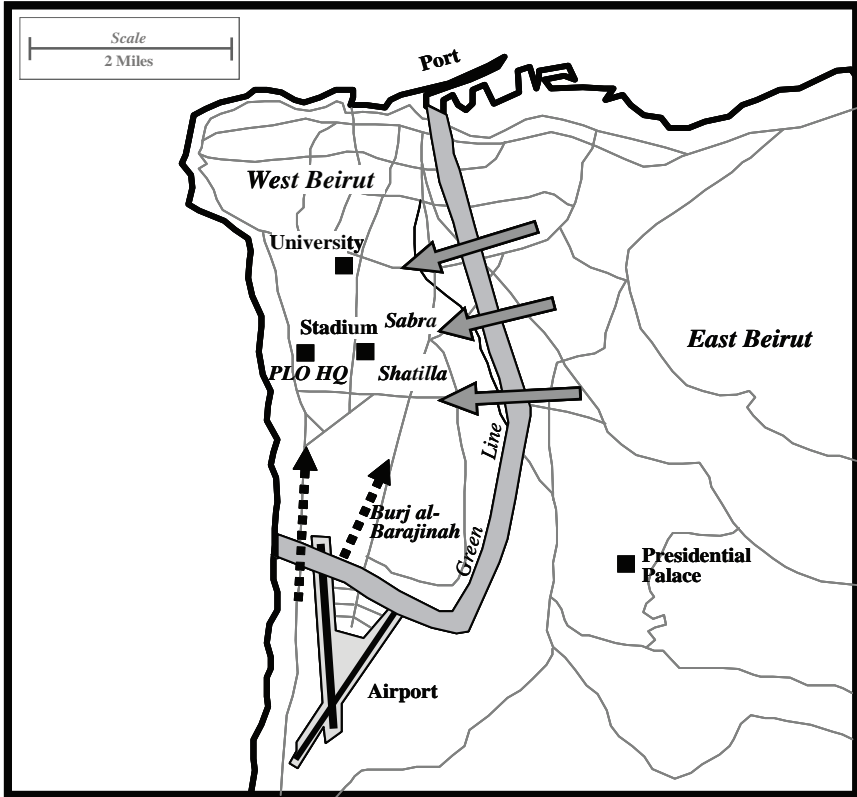 Scale
2 Miles
Port
West Beirut
University
Sabra
Stadium
East Beirut
PLO HQ
Shatilla
Line
Burj al-
Barajinah
Green
Presidential
Palace
Airport